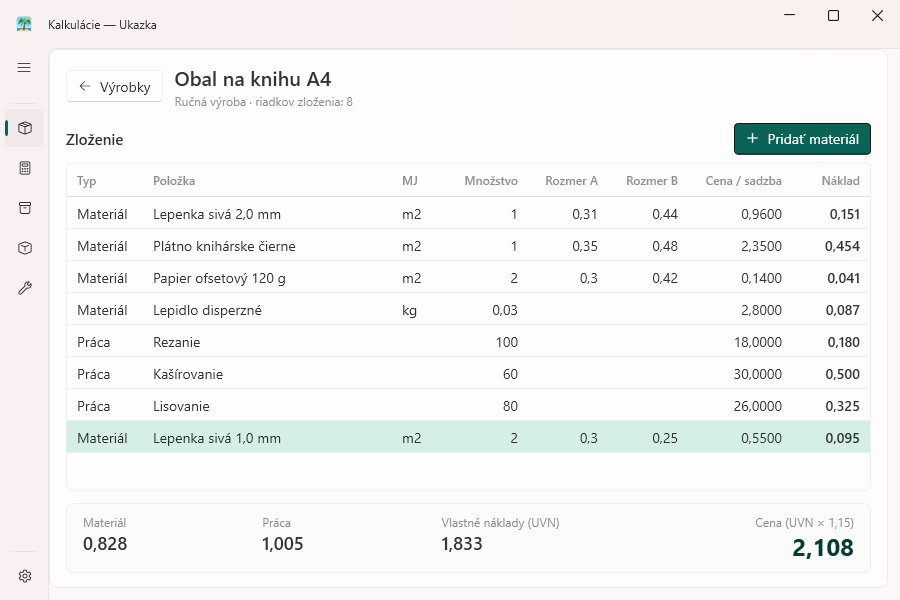 Kalkulácie — Ukazka
Výrobky
Obal na knihu A4
Ručná výroba · riadkov zloženia: 8
Zloženie
Pridať materiál
Typ Položka MJ Množstvo Rozmer A Rozmer B Cena / sadzba Náklad
Materiál Lepenka sivá 2,0 mm m2 1 0,31 0,44 0,9600 0,151
Materiál Plátno knihárske čierne m2 1 0,35 0,48 2,3500 0,454
Materiál Papier ofsetový 120 g m2 2 0,3 0,42 0,1400 0,041
Materiál Lepidlo disperzné kg 0,03 2,8000 0,087
Práca Rezanie 100 18,0000 0,180
Práca Kašírovanie 60 30,0000 0,500
Práca Lisovanie 80 26,0000 0,325
Materiál Lepenka sivá 1,0 mm m2 2 0,3 0,25 0,5500 0,095
Materiál Práca Vlastné náklady (UVN) Cena (UVN × 1,15)
0,828 1,005 1,833 2,108